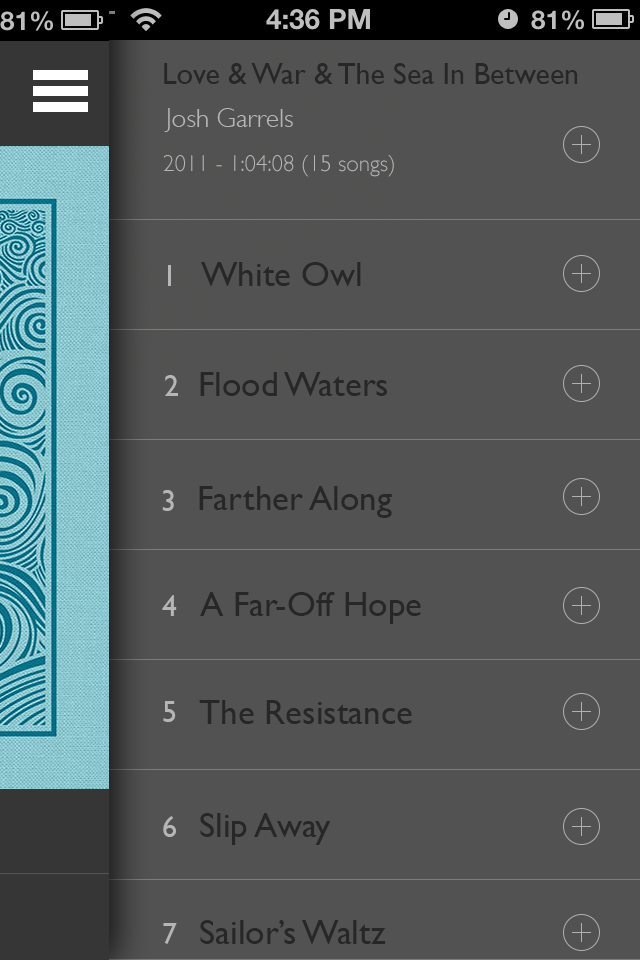 81%
4:36 PM
81%
Love & War & The Sea In Between
Josh Garrels
2011 - 1:04:08 (15 songs)
1 White Owl
2 Flood Waters
3 Farther Along
4 A Far-Off Hope
5 The Resistance
6 Slip Away
7 Sailor’s Waltz